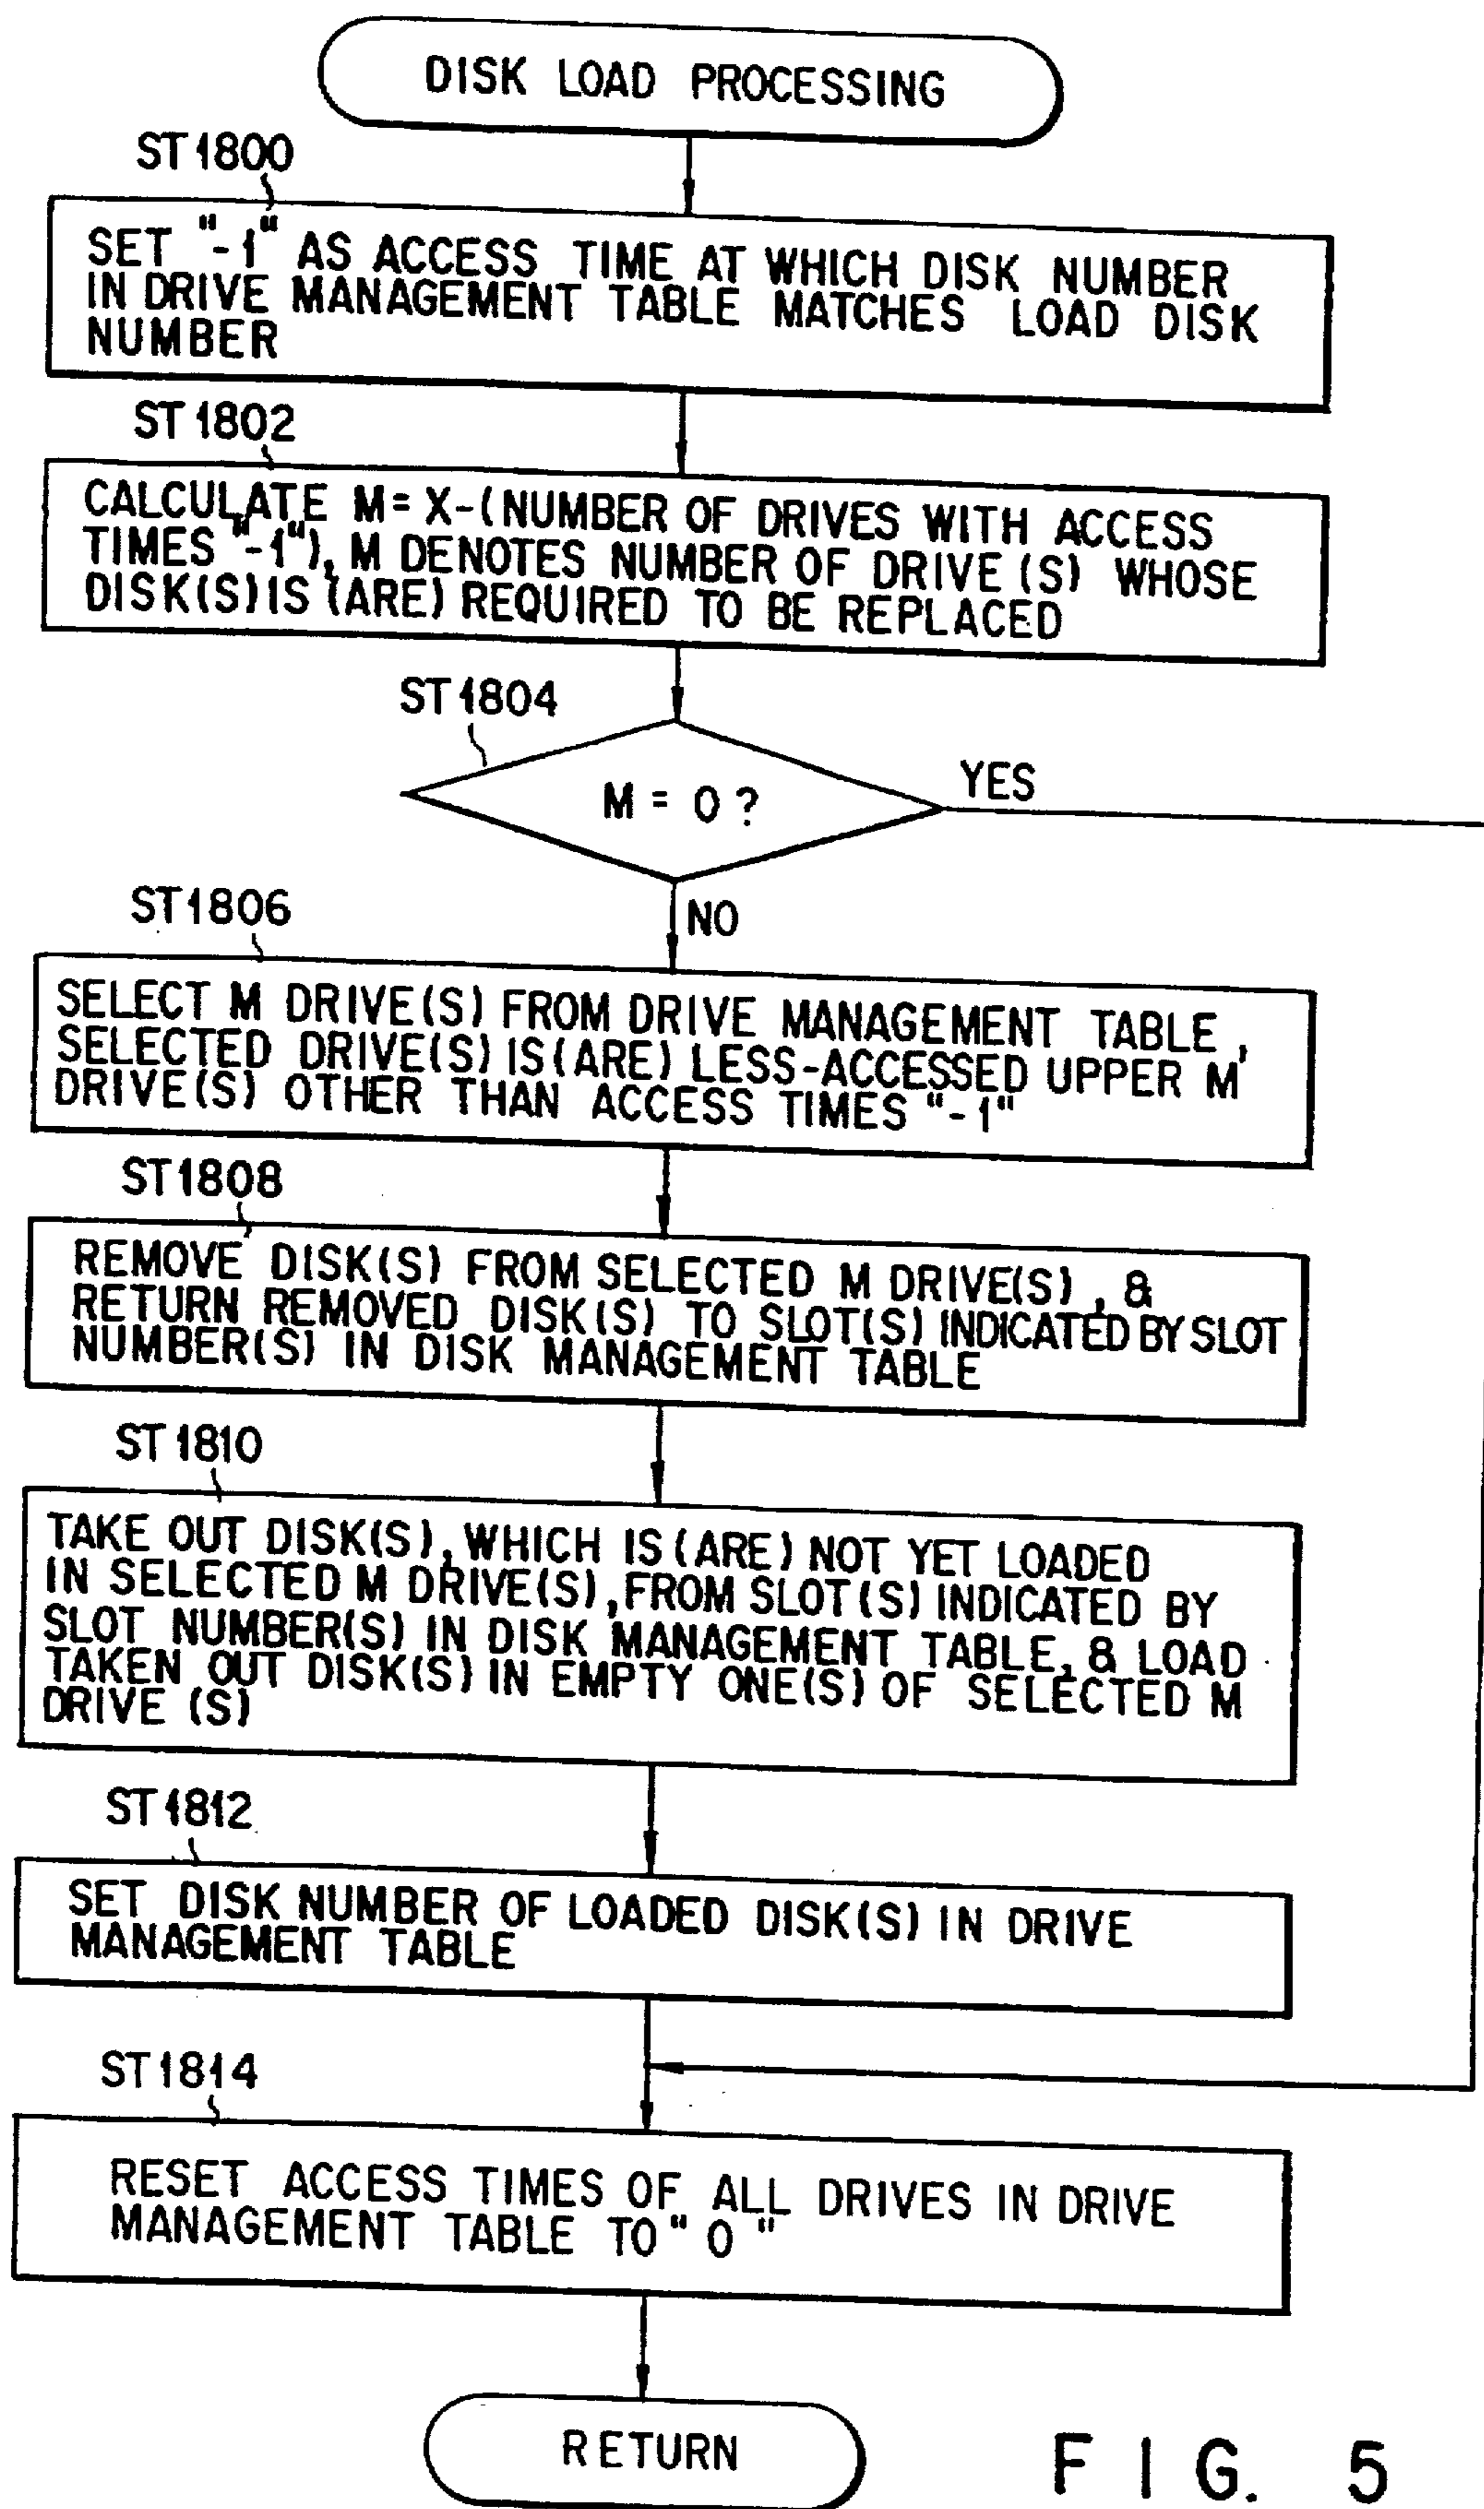 DISK LOAD PROCESSING
ST1800
SET "-1" AS ACCESS TIME AT WHICH DISK NUMBER
IN DRIVE MANAGEMENT TABLE MATCHES LOAD DISK
NUMBER
ST1802
CALCULATE M=X-(NUMBER OF DRIVES WITH ACCESS
TIMES "-1"), M DENOTES NUMBER OF DRIVE(S) WHOSE
DISK(S) IS (ARE) REQUIRED TO BE REPLACED
ST1804
M = 0 ?
YES
NO
ST1806
SELECT M DRIVE(S) FROM DRIVE MANAGEMENT TABLE,
SELECTED DRIVE(S) IS (ARE) LESS-ACCESSED UPPER M
DRIVE(S) OTHER THAN ACCESS TIMES "-1"
ST1808
REMOVE DISK(S) FROM SELECTED M DRIVE(S), &
RETURN REMOVED DISK(S) TO SLOT(S) INDICATED BY SLOT
NUMBER(S) IN DISK MANAGEMENT TABLE
ST1810
TAKE OUT DISK(S), WHICH IS (ARE) NOT YET LOADED
IN SELECTED M DRIVE(S), FROM SLOT(S) INDICATED BY
SLOT NUMBER(S) IN DISK MANAGEMENT TABLE, & LOAD
TAKEN OUT DISK(S) IN EMPTY ONE(S) OF SELECTED M
DRIVE (S)
ST1812
SET DISK NUMBER OF LOADED DISK(S) IN DRIVE
MANAGEMENT TABLE
ST1814
RESET ACCESS TIMES OF ALL DRIVES IN DRIVE
MANAGEMENT TABLE TO "0"
RETURN
FIG. 5